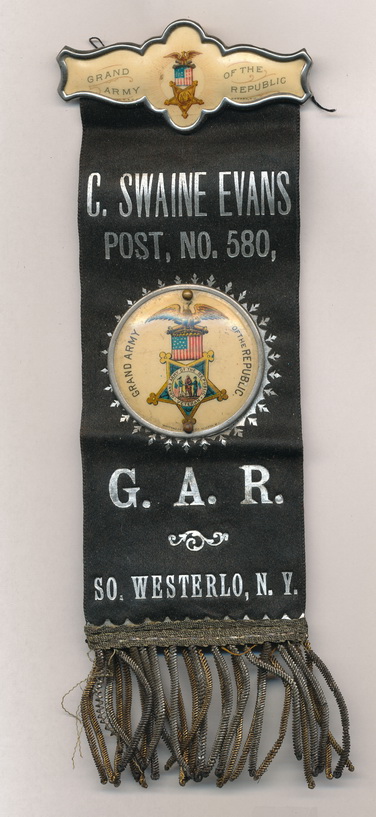 GRAND ARMY OF THE REPUBLIC
C. SWAINE EVANS
POST, NO. 580,
GRAND ARMY OF THE REPUBLIC.
G. A. R.
SO. WESTERLO, N. Y.